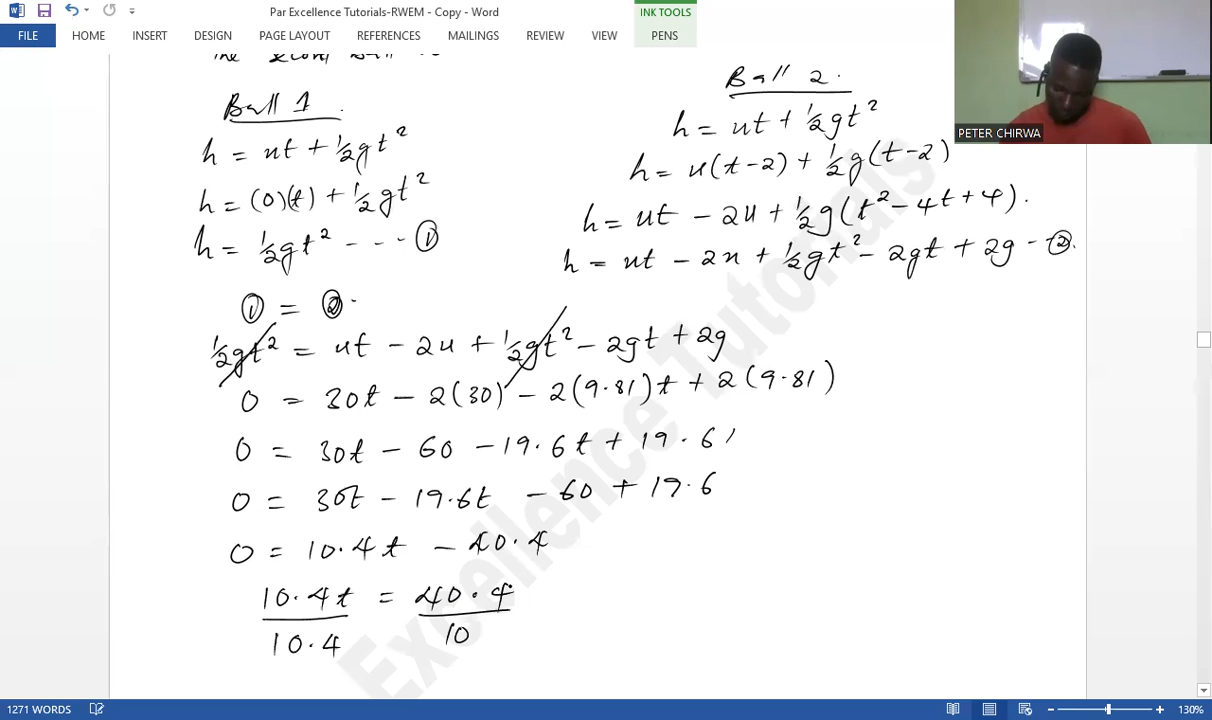 Par Excellence Tutorials-RWEM - Copy - Word
INK TOOLS
FILE HOME INSERT DESIGN PAGE LAYOUT REFERENCES MAILINGS REVIEW VIEW PENS
PETER CHIRWA
Ball 1
h = ut + ½gt²
h = (0)(t) + ½gt²
h = ½gt² - - - ①
Ball 2.
h = ut + ½gt²
h = u(t-2) + ½g(t-2)
h = ut - 2u + ½g(t² - 4t + 4).
h = ut - 2u + ½gt² - 2gt + 2g - ②.
① = ②
½gt² = ut - 2u + ½gt² - 2gt + 2g
0 = 30t - 2(30) - 2(9.81)t + 2(9.81)
0 = 30t - 60 - 19.6t + 19.6
0 = 30t - 19.6t - 60 + 19.6
0 = 10.4t - 40.4
10.4t = 40.4
10.4 10
Excellence Tutorials
1271 WORDS
130%